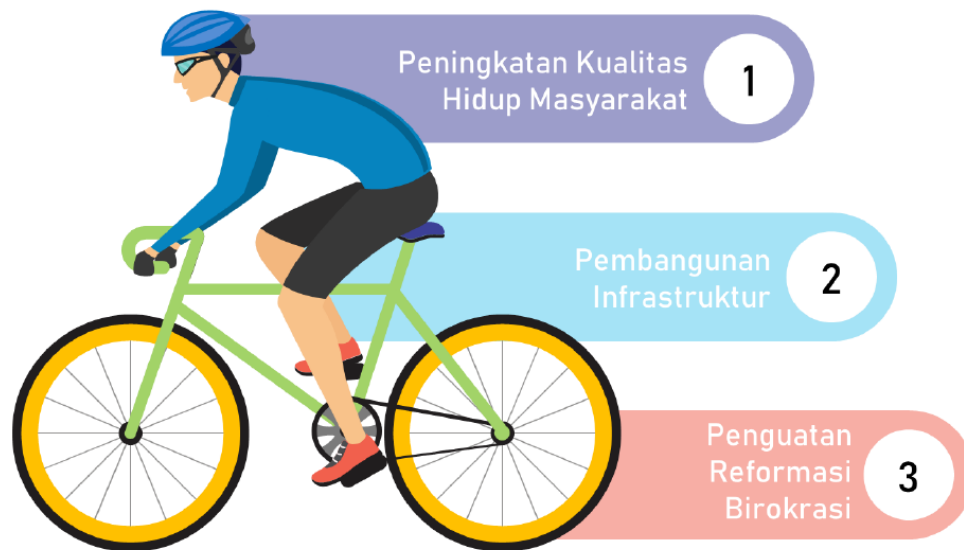 Peningkatan Kualitas
Hidup Masyarakat
1
Pembangunan
Infrastruktur
2
Penguatan
Reformasi
Birokrasi
3